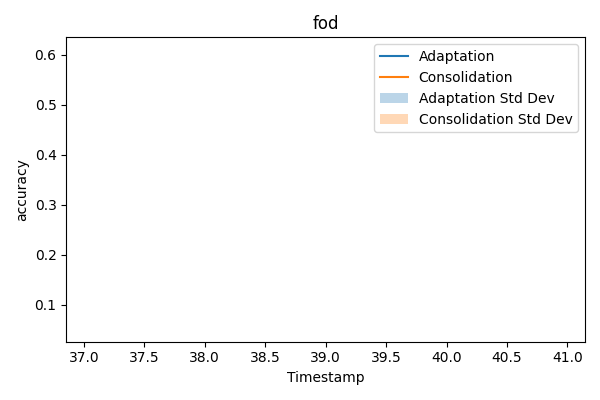 fod
Adaptation
Consolidation
Adaptation Std Dev
Consolidation Std Dev
accuracy
0.6
0.5
0.4
0.3
0.2
0.1
37.0 37.5 38.0 38.5 39.0 39.5 40.0 40.5 41.0
Timestamp